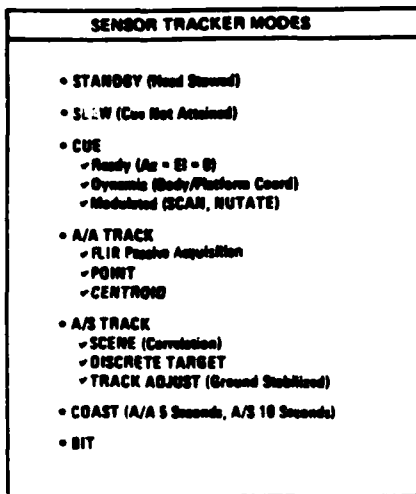 SENSOR TRACKER MODES
• STANDBY (Head Stowed)
• SLEW (Cue Not Attained)
• CUE
✓Ready (Az = El = 0)
✓Dynamic (Body/Platform Coord)
✓Modulated (SCAN, NUTATE)
• A/A TRACK
✓FLIR Passive Acquisition
✓POINT
✓CENTROID
• A/S TRACK
✓SCENE (Correlation)
✓DISCRETE TARGET
✓TRACK ADJUST (Ground Stabilized)
• COAST (A/A 5 Seconds, A/S 10 Seconds)
• BIT